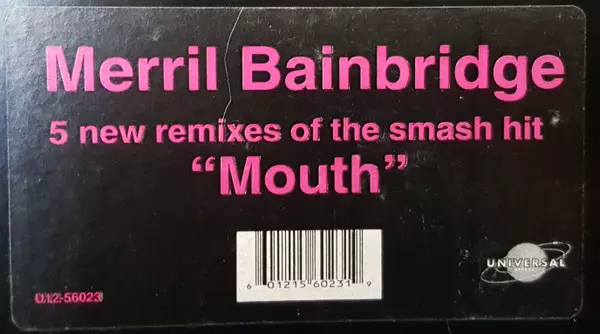 Merril Bainbridge
5 new remixes of the smash hit
“Mouth”
6 01215 60231 9
UNIVERSAL
U12-56023